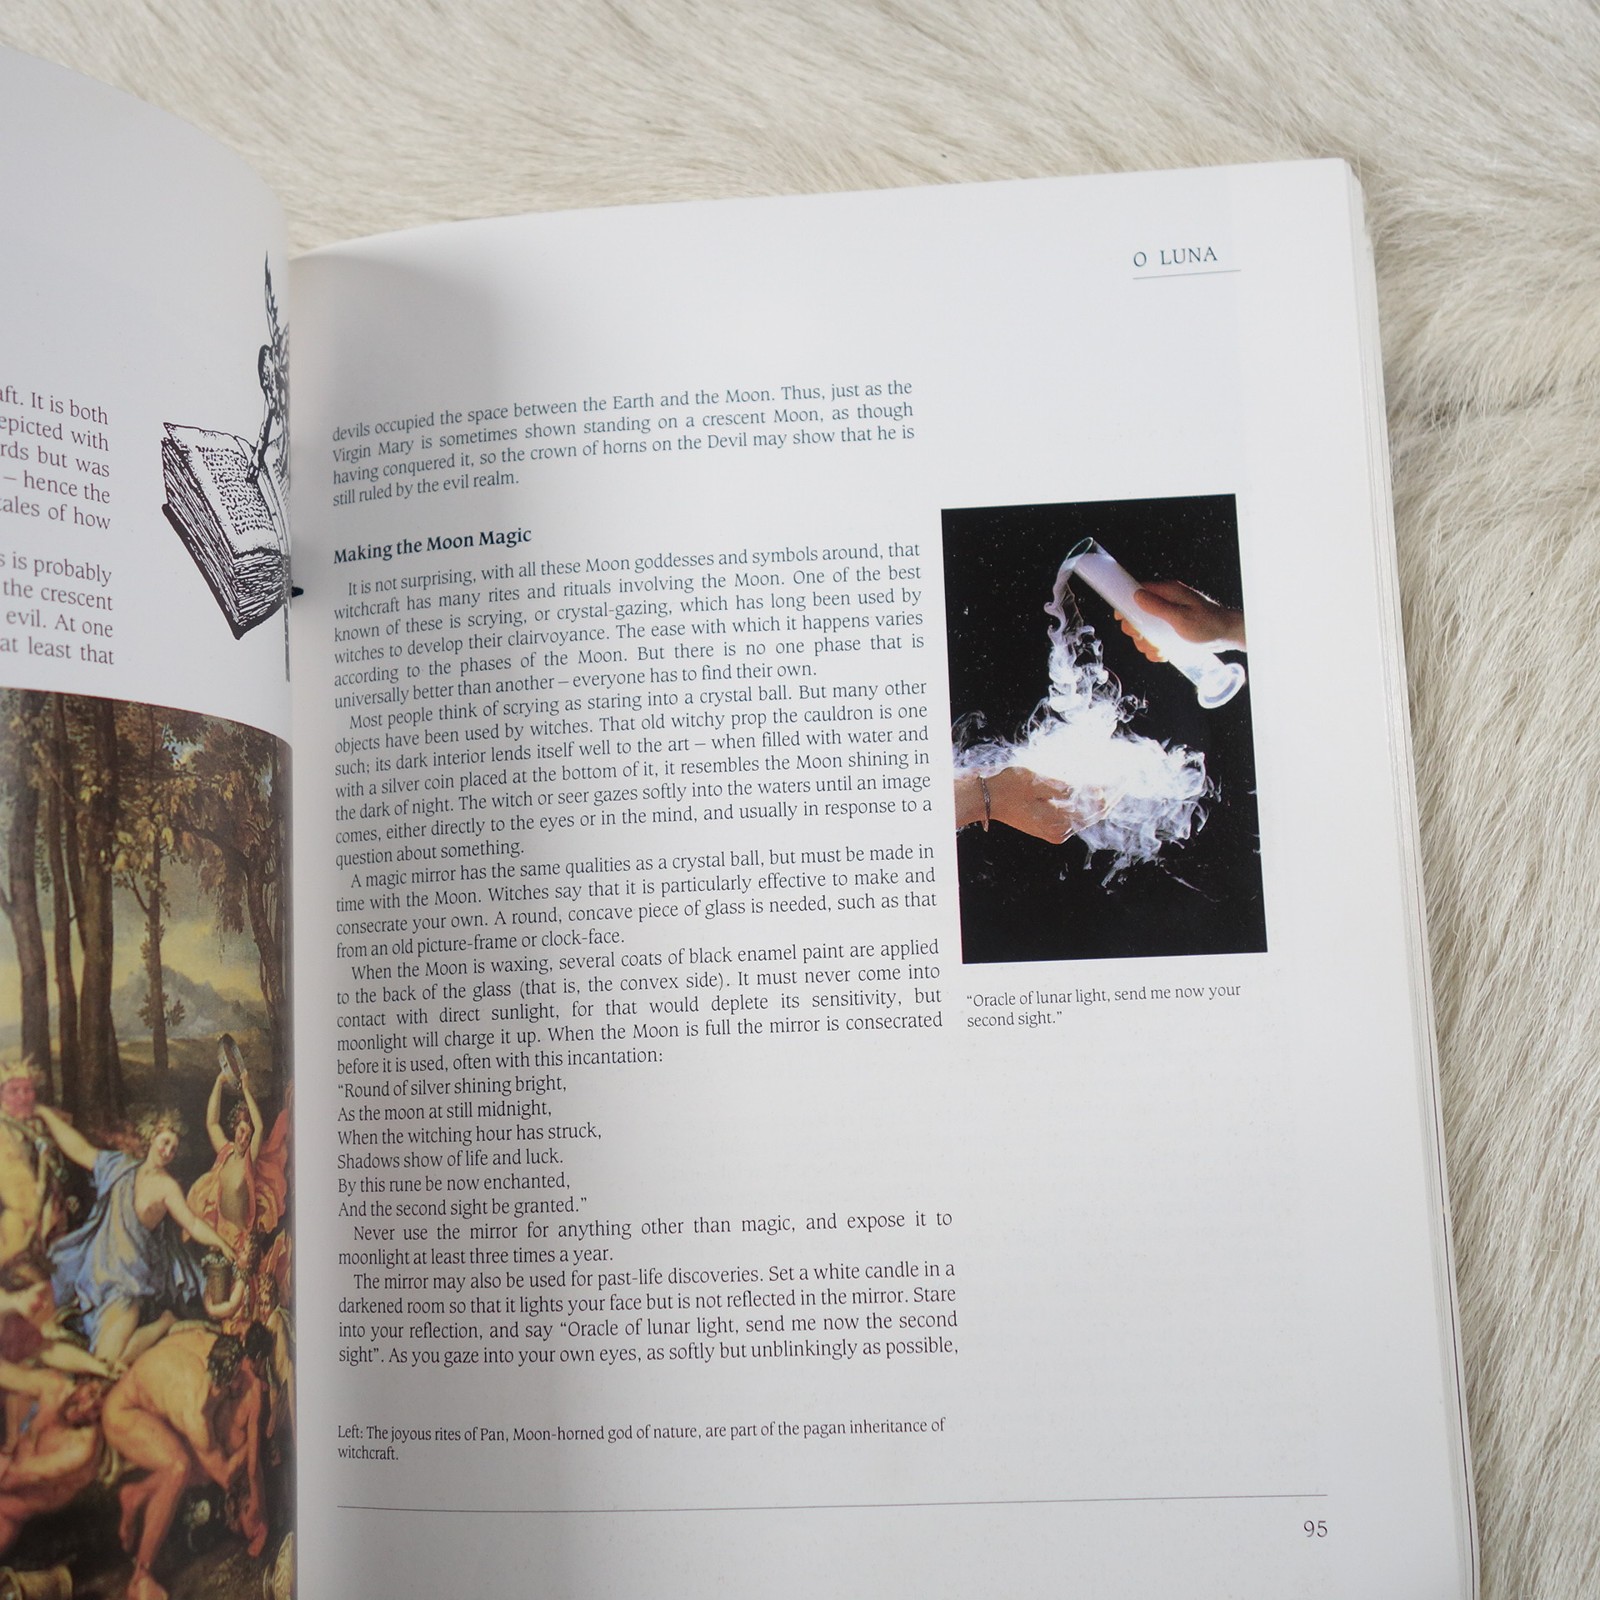 aft. It is both
epicted with
rds but was
– hence the
tales of how
s is probably
the crescent
evil. At one
at least that
O LUNA
devils occupied the space between the Earth and the Moon. Thus, just as the
Virgin Mary is sometimes shown standing on a crescent Moon, as though
having conquered it, so the crown of horns on the Devil may show that he is
still ruled by the evil realm.
Making the Moon Magic
It is not surprising, with all these Moon goddesses and symbols around, that
witchcraft has many rites and rituals involving the Moon. One of the best
known of these is scrying, or crystal-gazing, which has long been used by
witches to develop their clairvoyance. The ease with which it happens varies
according to the phases of the Moon. But there is no one phase that is
universally better than another – everyone has to find their own.
Most people think of scrying as staring into a crystal ball. But many other
objects have been used by witches. That old witchy prop the cauldron is one
such; its dark interior lends itself well to the art – when filled with water and
with a silver coin placed at the bottom of it, it resembles the Moon shining in
the dark of night. The witch or seer gazes softly into the waters until an image
comes, either directly to the eyes or in the mind, and usually in response to a
question about something.
A magic mirror has the same qualities as a crystal ball, but must be made in
time with the Moon. Witches say that it is particularly effective to make and
consecrate your own. A round, concave piece of glass is needed, such as that
from an old picture-frame or clock-face.
When the Moon is waxing, several coats of black enamel paint are applied
to the back of the glass (that is, the convex side). It must never come into
contact with direct sunlight, for that would deplete its sensitivity, but
moonlight will charge it up. When the Moon is full the mirror is consecrated
before it is used, often with this incantation:
“Round of silver shining bright,
As the moon at still midnight,
When the witching hour has struck,
Shadows show of life and luck.
By this rune be now enchanted,
And the second sight be granted.”
Never use the mirror for anything other than magic, and expose it to
moonlight at least three times a year.
The mirror may also be used for past-life discoveries. Set a white candle in a
darkened room so that it lights your face but is not reflected in the mirror. Stare
into your reflection, and say “Oracle of lunar light, send me now the second
sight”. As you gaze into your own eyes, as softly but unblinkingly as possible,
“Oracle of lunar light, send me now your
second sight.”
Left: The joyous rites of Pan, Moon-horned god of nature, are part of the pagan inheritance of
witchcraft.
95